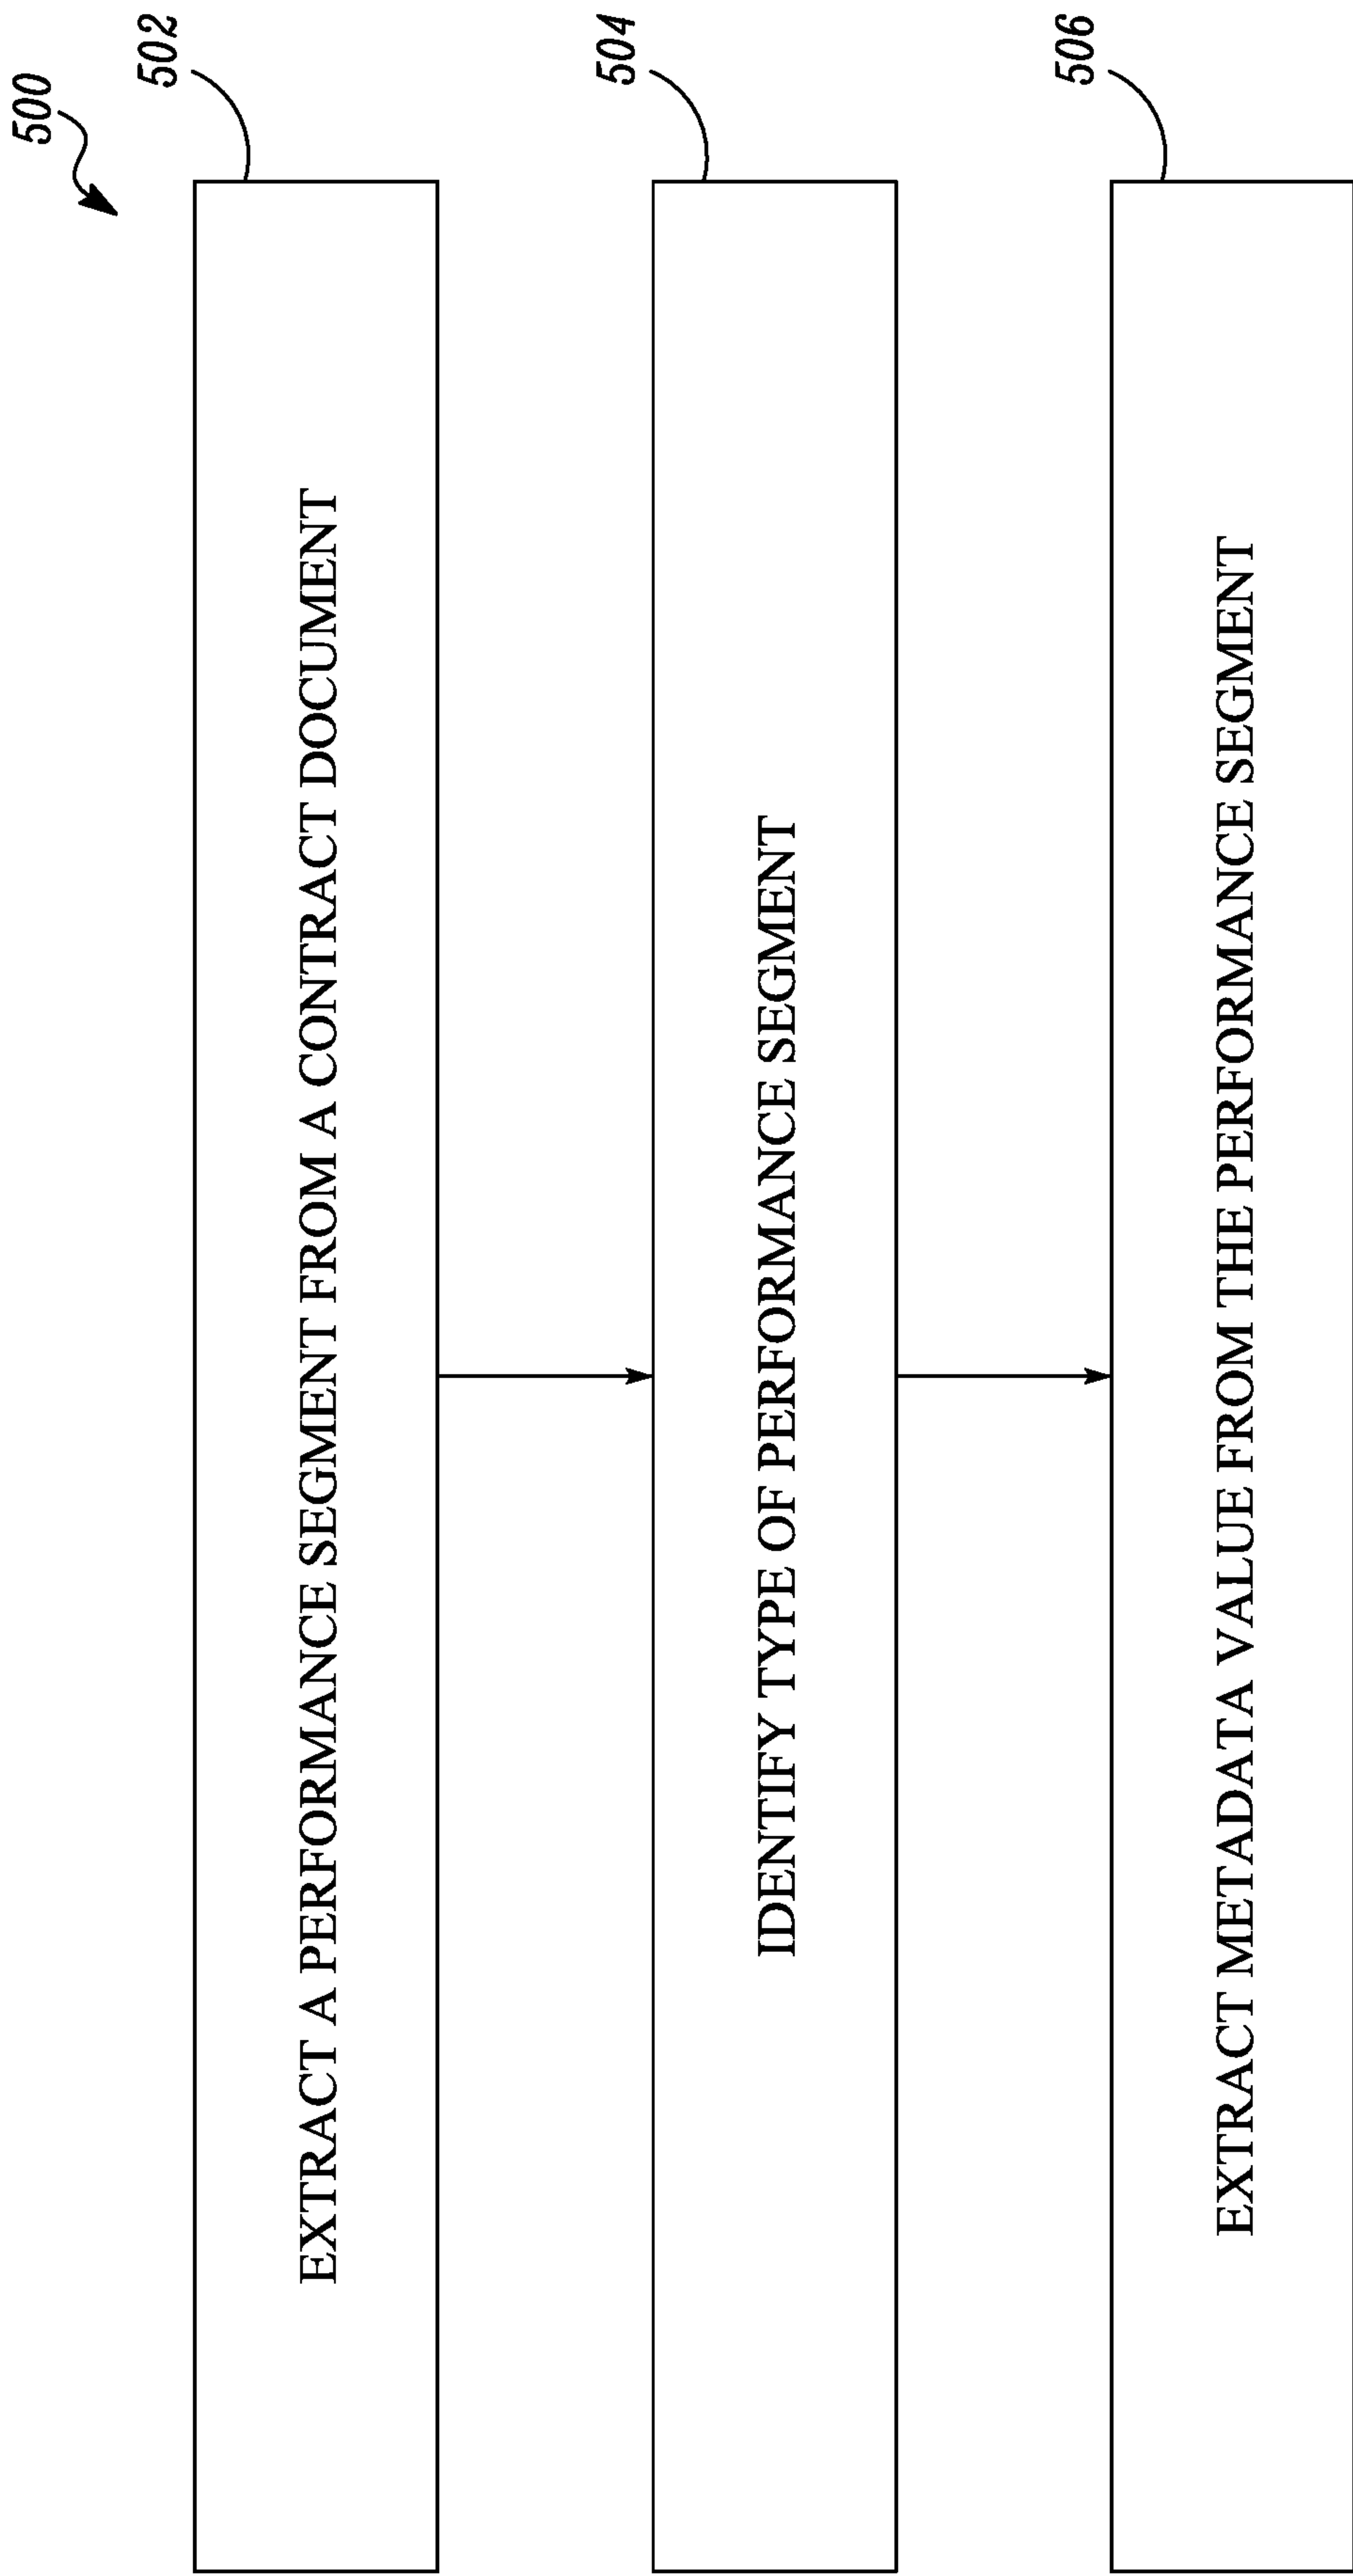 500
502
EXTRACT A PERFORMANCE SEGMENT FROM A CONTRACT DOCUMENT
504
IDENTIFY TYPE OF PERFORMANCE SEGMENT
506
EXTRACT METADATA VALUE FROM THE PERFORMANCE SEGMENT